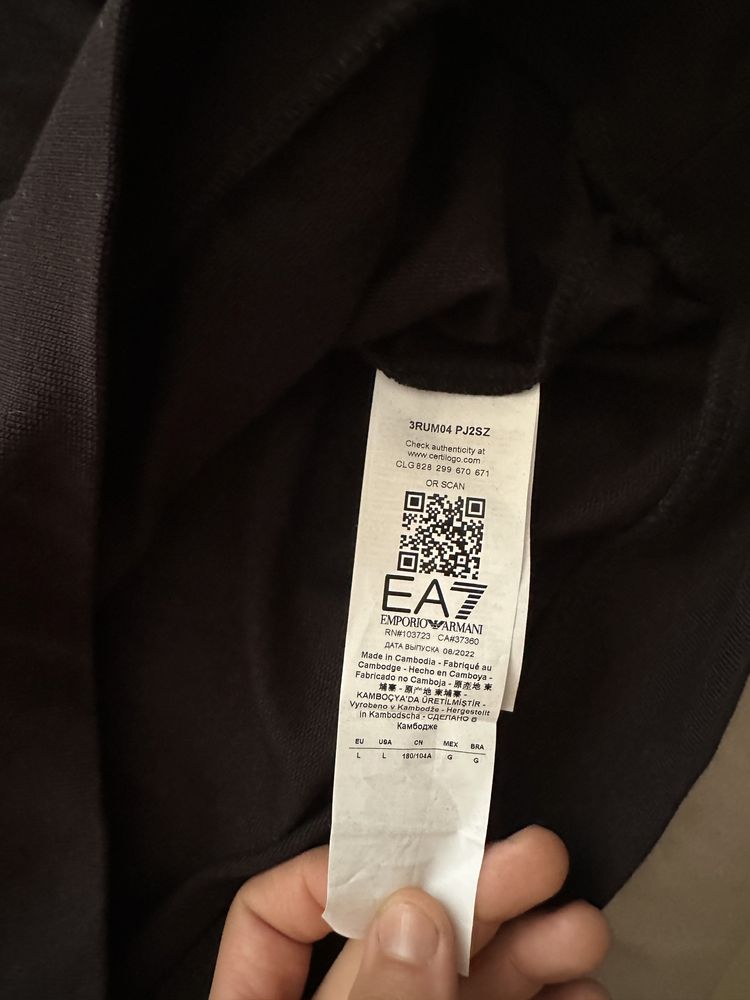 3RUM04 PJ2SZ
Check authenticity at
www.certilogo.com
CLG 828 299 670 671
OR SCAN
EA7
EMPORIO ARMANI
RN#103723 CA#37360
ДАТА ВЫПУСКА 08/2022
Made in Cambodia - Fabriqué au
Cambodge - Hecho en Camboya -
Fabricado no Camboja - 原産地 柬
埔寨 - 原产地 柬埔寨 -
KAMBOÇYA'DA ÜRETİLMİŞTİR -
Vyrobeno v Kambodže - Hergestellt
in Kambodscha - СДЕЛАНО В
Камбодже
EU USA CN MEX BRA
L L 180/104A G G